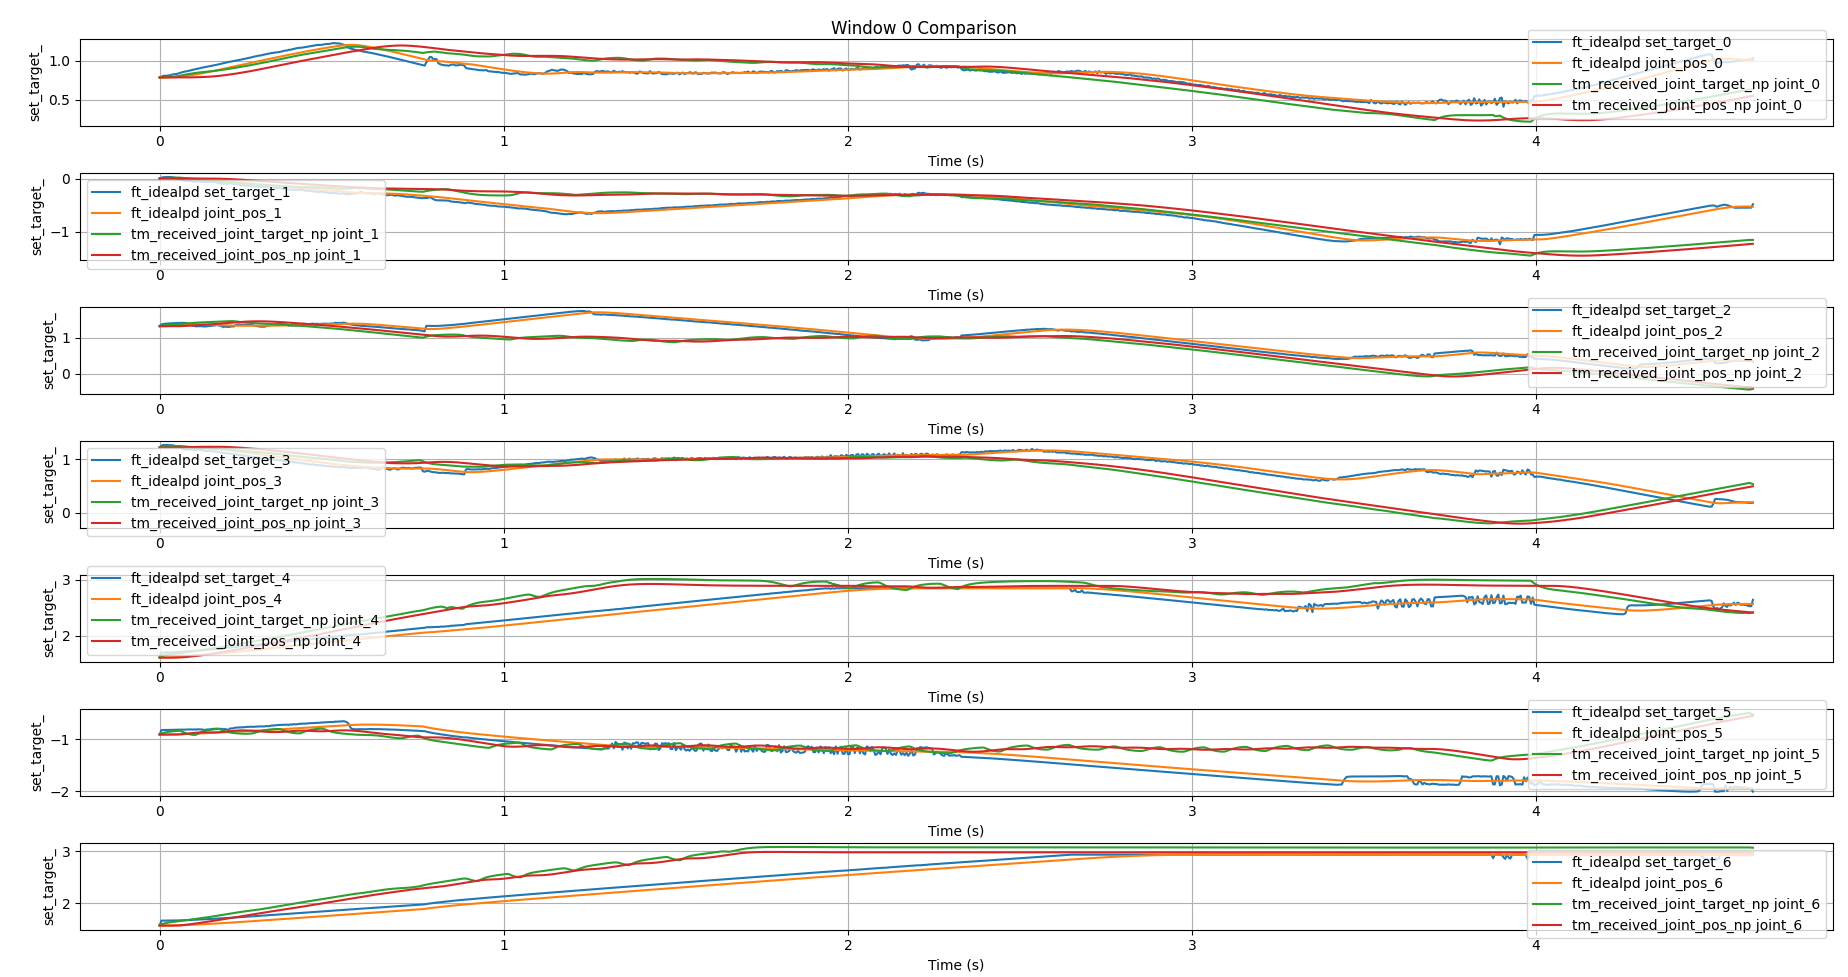 Window 0 Comparison
set_target_
1.0
0.5
ft_idealpd set_target_0
ft_idealpd joint_pos_0
tm_received_joint_target_np joint_0
tm_received_joint_pos_np joint_0
0 1 2 3 4
Time (s)
set_target_
0
−1
ft_idealpd set_target_1
ft_idealpd joint_pos_1
tm_received_joint_target_np joint_1
tm_received_joint_pos_np joint_1
0 1 2 3 4
Time (s)
set_target_
1
0
ft_idealpd set_target_2
ft_idealpd joint_pos_2
tm_received_joint_target_np joint_2
tm_received_joint_pos_np joint_2
0 1 2 3 4
Time (s)
set_target_
1
0
ft_idealpd set_target_3
ft_idealpd joint_pos_3
tm_received_joint_target_np joint_3
tm_received_joint_pos_np joint_3
0 1 2 3 4
Time (s)
set_target_
3
2
ft_idealpd set_target_4
ft_idealpd joint_pos_4
tm_received_joint_target_np joint_4
tm_received_joint_pos_np joint_4
0 1 2 3 4
Time (s)
set_target_
−1
−2
ft_idealpd set_target_5
ft_idealpd joint_pos_5
tm_received_joint_target_np joint_5
tm_received_joint_pos_np joint_5
0 1 2 3 4
Time (s)
set_target_
3
2
ft_idealpd set_target_6
ft_idealpd joint_pos_6
tm_received_joint_target_np joint_6
tm_received_joint_pos_np joint_6
0 1 2 3 4
Time (s)